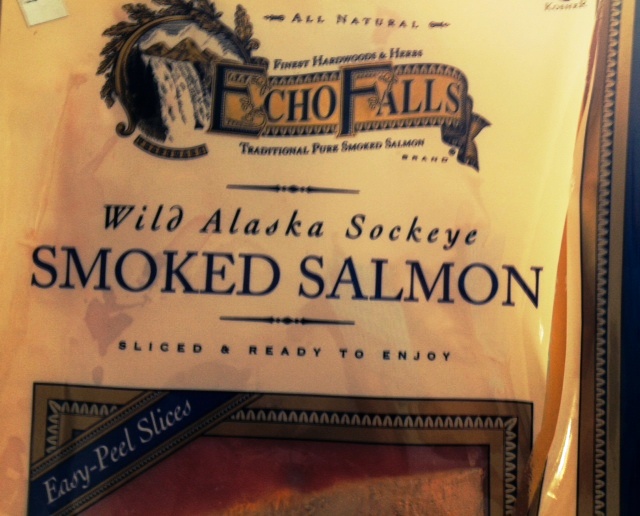 Kosher
All Natural
Finest Hardwoods & Herbs
Echo Falls
Traditional Pure Smoked Salmon
BRAND
Wild Alaska Sockeye
SMOKED SALMON
SLICED & READY TO ENJOY
Easy-Peel Slices